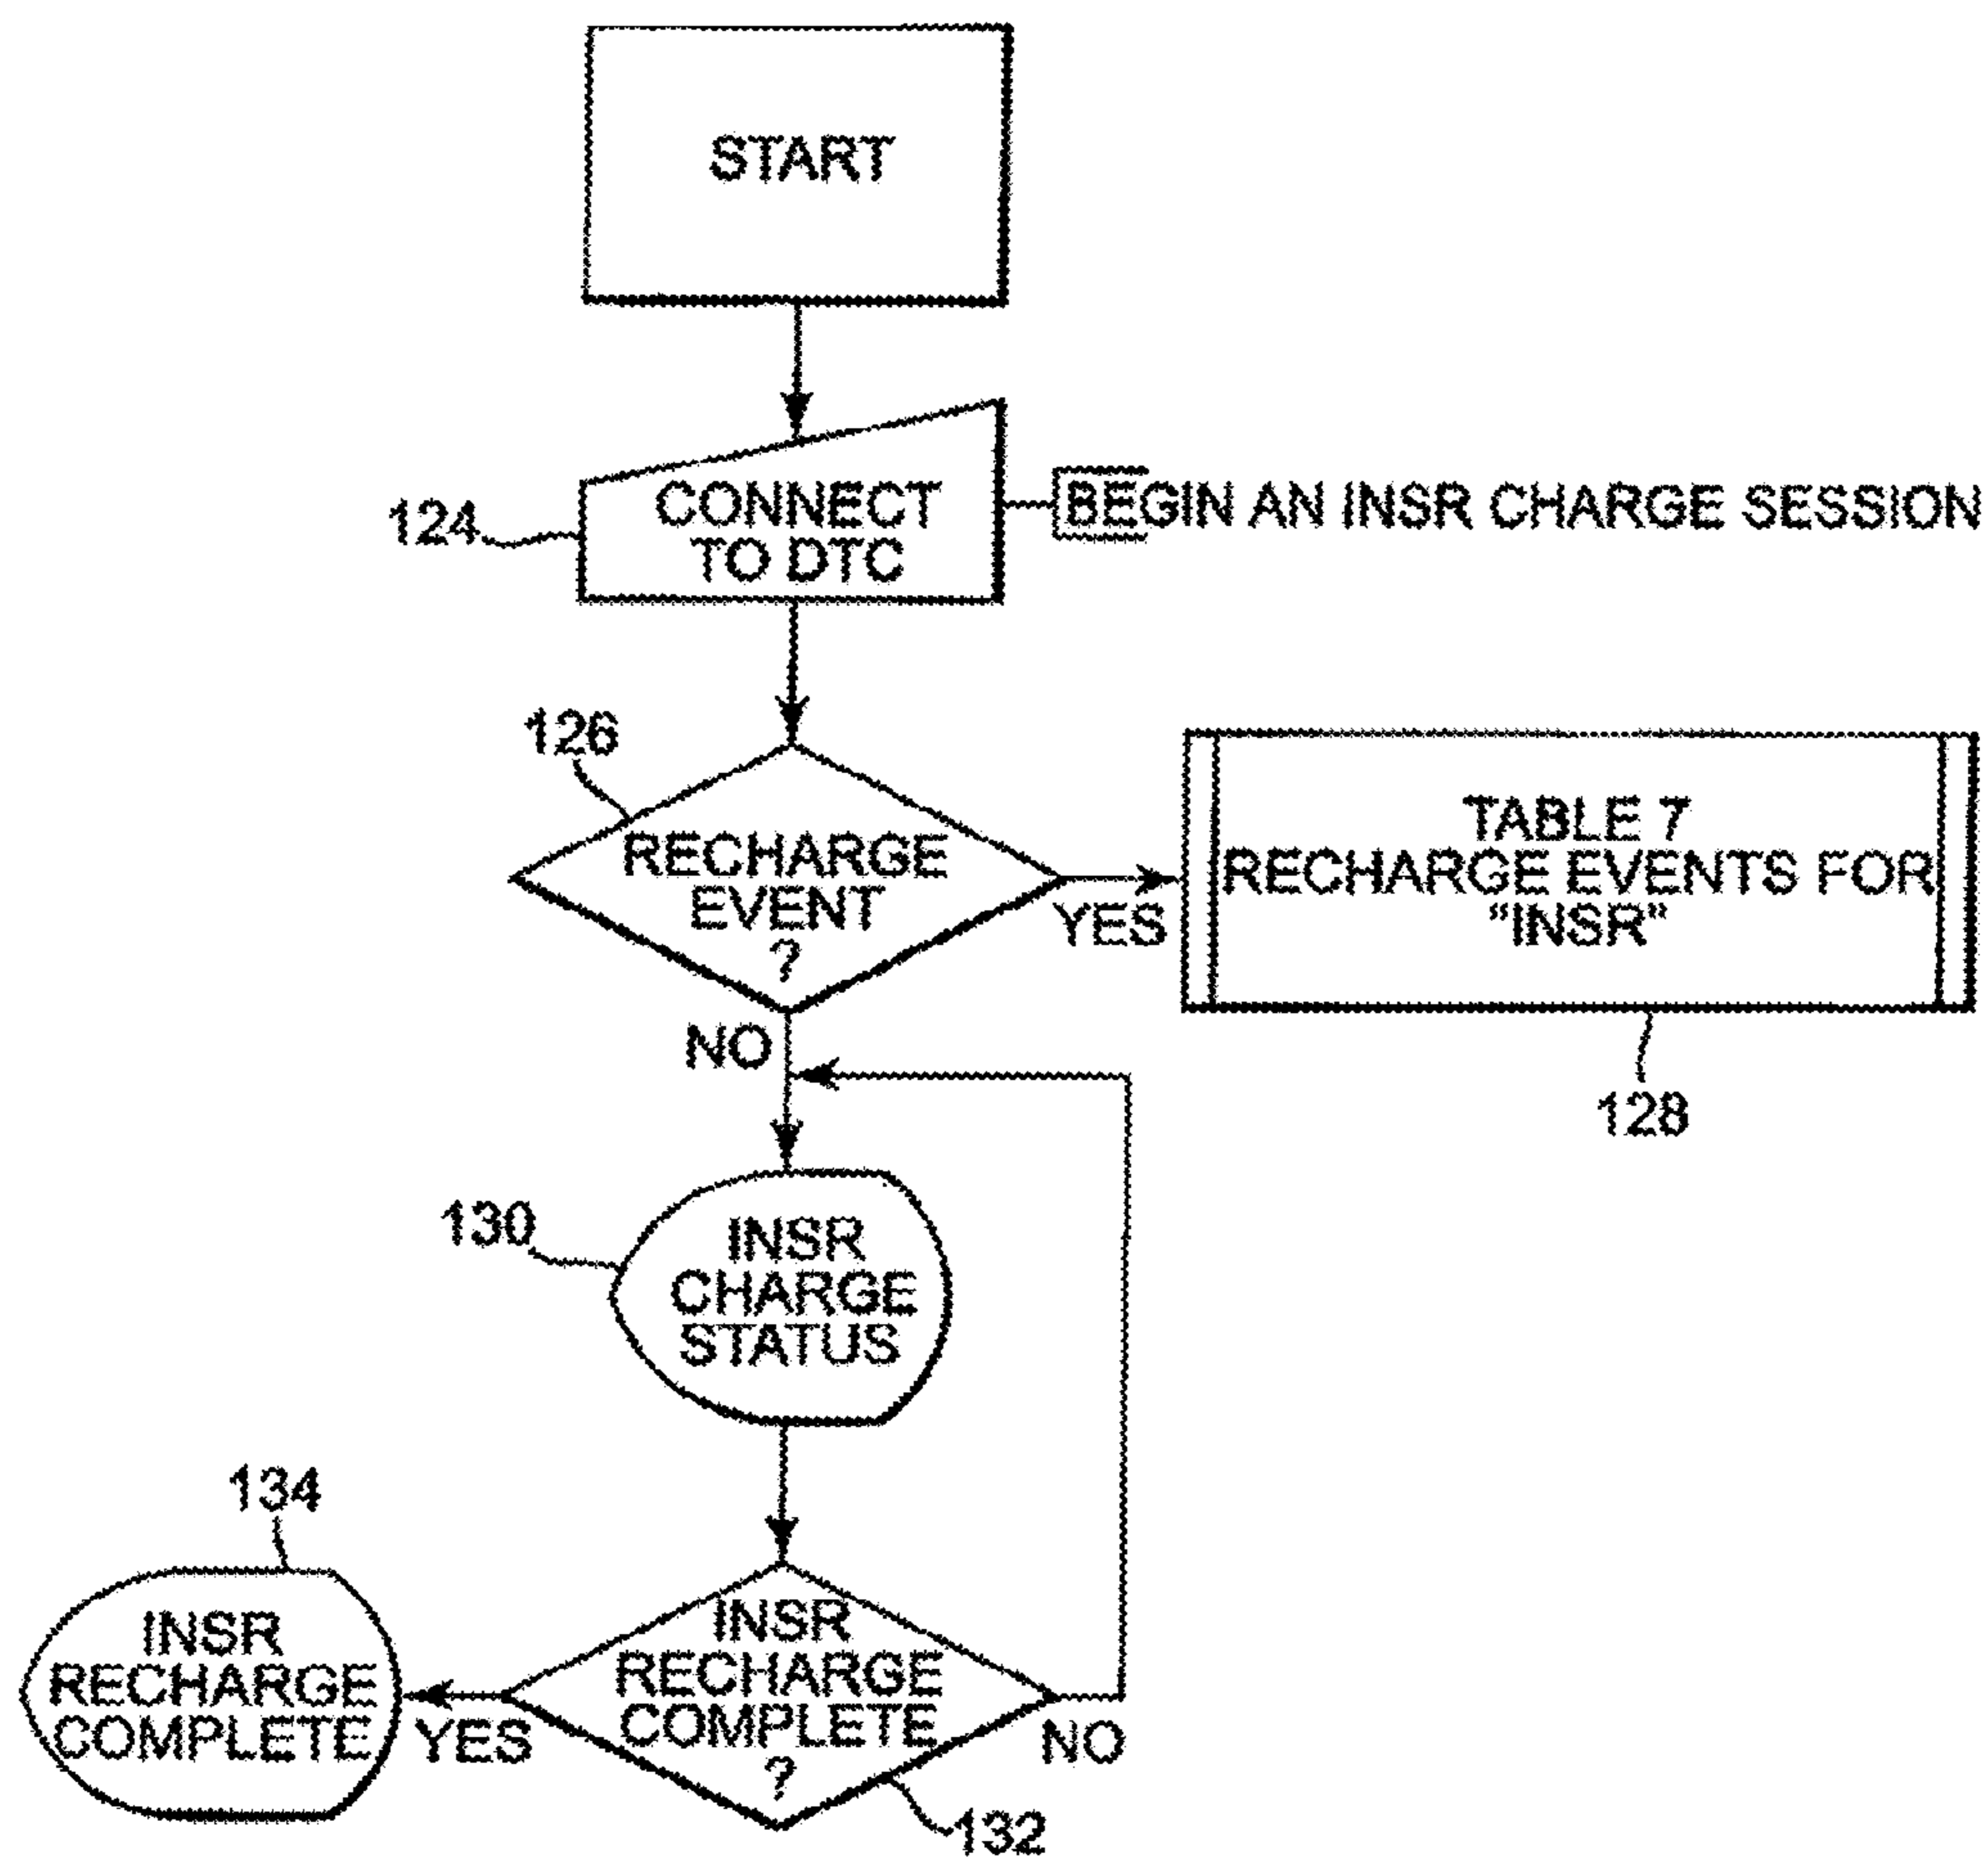 START
CONNECT
TO DTC
124
BEGIN AN INSR CHARGE SESSION
126
RECHARGE
EVENT
?
YES
TABLE 7
RECHARGE EVENTS FOR
"INSR"
128
NO
130
INSR
CHARGE
STATUS
134
INSR
RECHARGE
COMPLETE
YES
INSR
RECHARGE
COMPLETE
?
NO
132